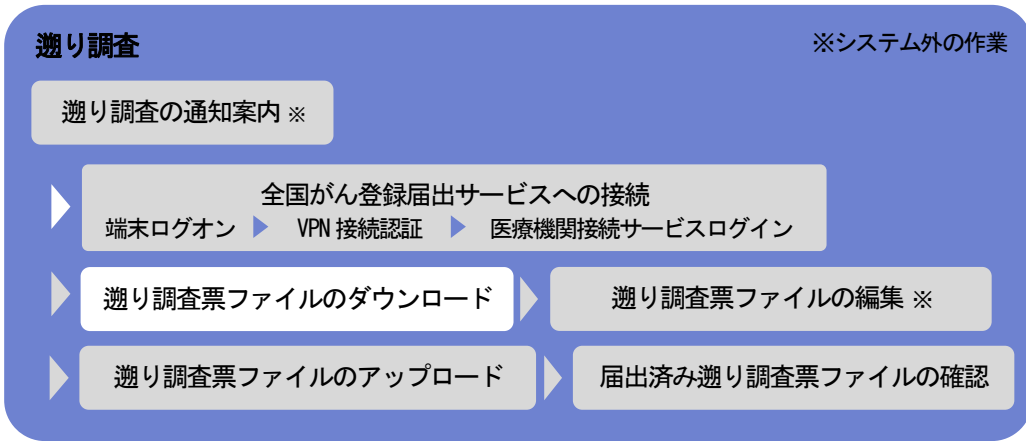 遡り調査
※システム外の作業
遡り調査の通知案内 ※
全国がん登録届出サービスへの接続
端末ログオン VPN 接続認証 医療機関接続サービスログイン
遡り調査票ファイルのダウンロード
遡り調査票ファイルの編集 ※
遡り調査票ファイルのアップロード
届出済み遡り調査票ファイルの確認